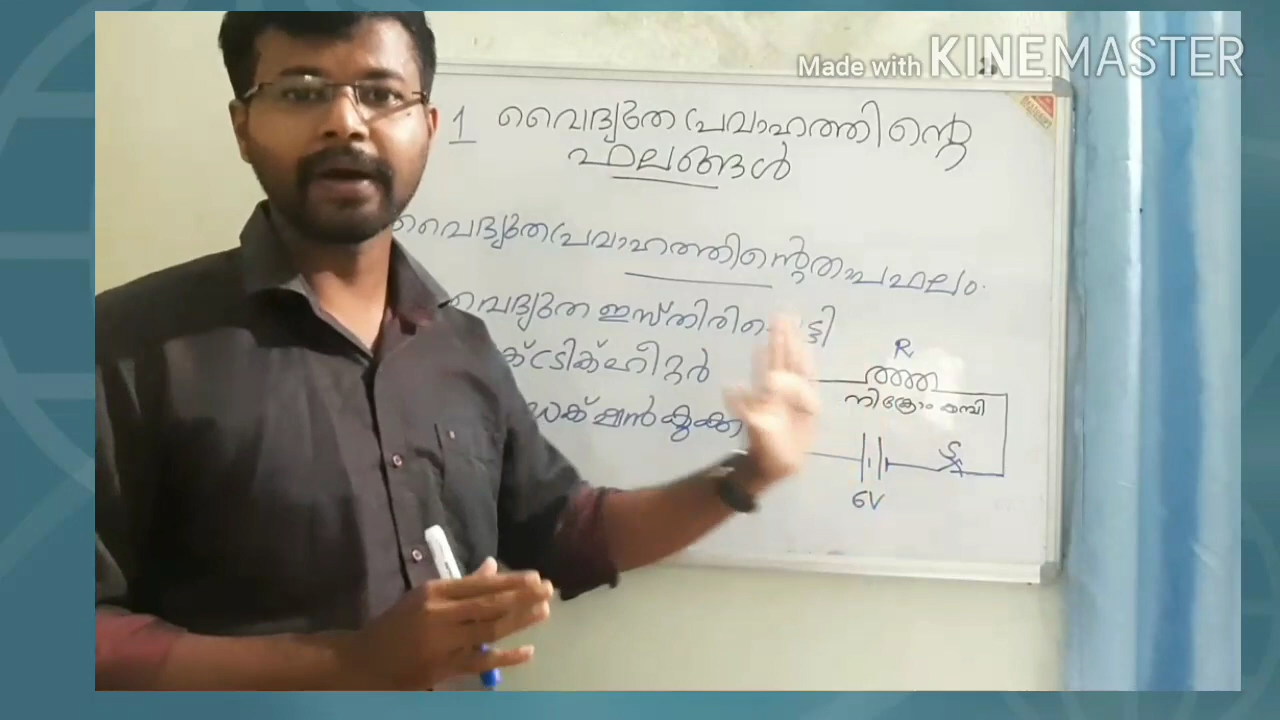 Made with KINEMASTER
1 വൈദ്യുത പ്രവാഹത്തിന്റെ
ഫലങ്ങൾ
വൈദ്യുതപ്രവാഹത്തിന്റെ താപഫലം.
വൈദ്യുത ഇസ്തിരിപ്പെട്ടി
ഹീറ്റർ
R
നിക്രോം കമ്പി
S
6V